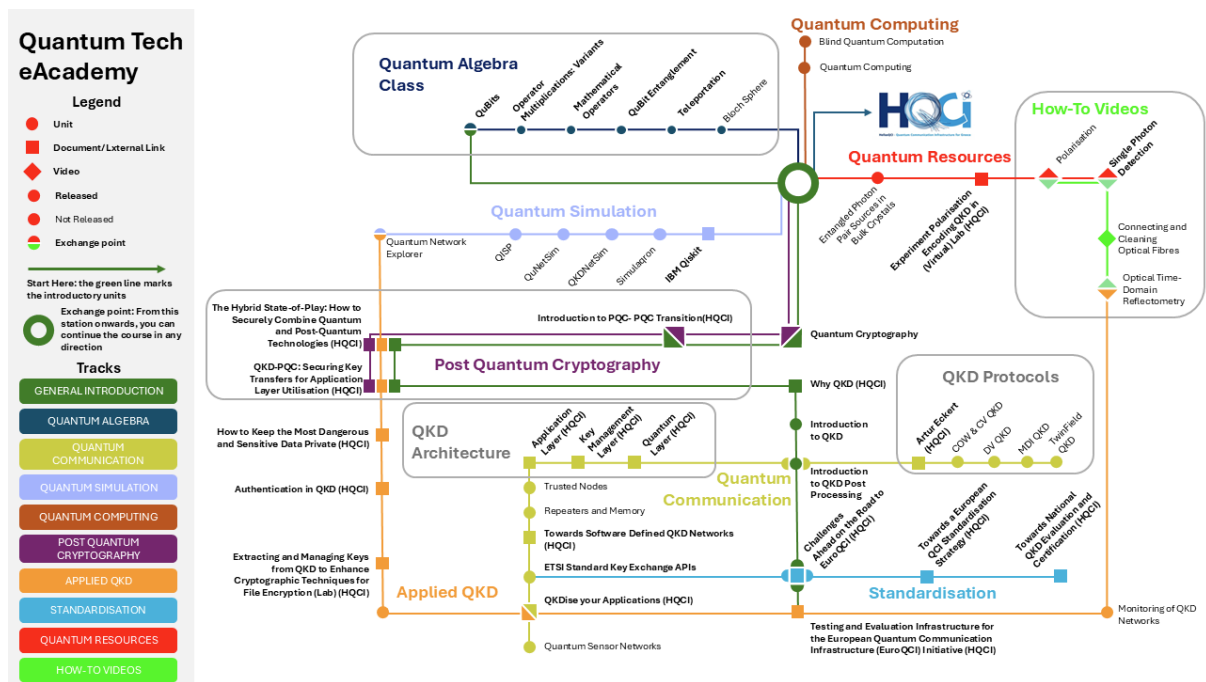 Quantum Tech
eAcademy
Legend
Unit
Document/Lxternal Link
Video
Released
Not Released
Exchange point
Start Here: the green line marks
the introductory units
Exchange point: From this
station onwards, you can
continue the course in any
direction
Tracks
GENERAL INTRODUCTION
QUANTUM ALGEBRA
QUANTUM
COMMUNICATION
QUANTUM SIMULATION
QUANTUM COMPUTING
POST QUANTUM
CRYPTOGRAPHY
APPLIED QKD
STANDARDISATION
QUANTUM RESOURCES
HOW-TO VIDEOS
Quantum Algebra
Class
QuBits
Operator
Multiplications: Variants
Mathematical
Operators
QuBit Entanglement
Teleportation
Bloch Sphere
Quantum Computing
Blind Quantum Computation
Quantum Computing
HQCi
HellasQCI - Quantum Communication Infrastructure for Greece
Quantum Resources
Entangled Photon
Pair Sources in
Bulk Crystals
Experiment Polarisation
Encoding QKD in
(Virtual) Lab (HQCI)
How-To Videos
Polarisation
Single Photon
Detection
Connecting and
Cleaning
Optical Fibres
Optical Time-
Domain
Reflectometry
Quantum Simulation
Quantum Network
Explorer
QISP
QuNetSim
QKDNetSim
Simulaqron
IBM Qiskit
The Hybrid State-of-Play: How to
Securely Combine Quantum
and Post-Quantum
Technologies (HQCI)
Introduction to PQC- PQC Transition(HQCI)
Quantum Cryptography
Post Quantum Cryptography
QKD-PQC: Securing Key
Transfers for Application
Layer Utilisation (HQCI)
Why QKD (HQCI)
QKD Protocols
Artur Eckert
(HQCI)
COW & CV QKD
DV QKD
MDI QKD
TwinField
QKD
How to Keep the Most Dangerous
and Sensitive Data Private (HQCI)
QKD
Architecture
Application
Layer (HQCI)
Key
Management
Layer (HQCI)
Quantum
Layer (HQCI)
Introduction
to QKD
Quantum
Communication
Introduction
to QKD Post
Processing
Authentication in QKD (HQCI)
Trusted Nodes
Repeaters and Memory
Towards Software Defined QKD Networks
(HQCI)
Challenges
Ahead on the Road to
EuroQCI (HQCI)
Towards a European
QCI Standardisation
Strategy (HQCI)
Towards National
QKD Evaluation and
Certification (HQCI)
Extracting and Managing Keys
from QKD to Enhance
Cryptographic Techniques for
File Encryption (Lab) (HQCI)
ETSI Standard Key Exchange APIs
Applied QKD
Standardisation
QKDise your Applications (HQCI)
Monitoring of QKD
Networks
Testing and Evaluation Infrastructure for
the European Quantum Communication
Infrastructure (EuroQCI) Initiative (HQCI)
Quantum Sensor Networks